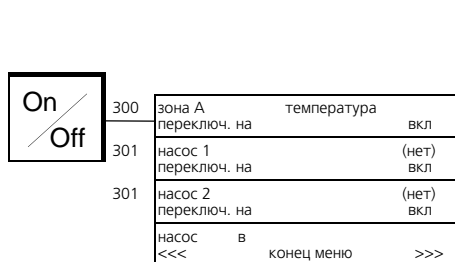 On
Off
300
зона А температура
переключ. на вкл
301
насос 1 (нет)
переключ. на вкл
301
насос 2 (нет)
переключ. на вкл
насос в
<<< конец меню >>>